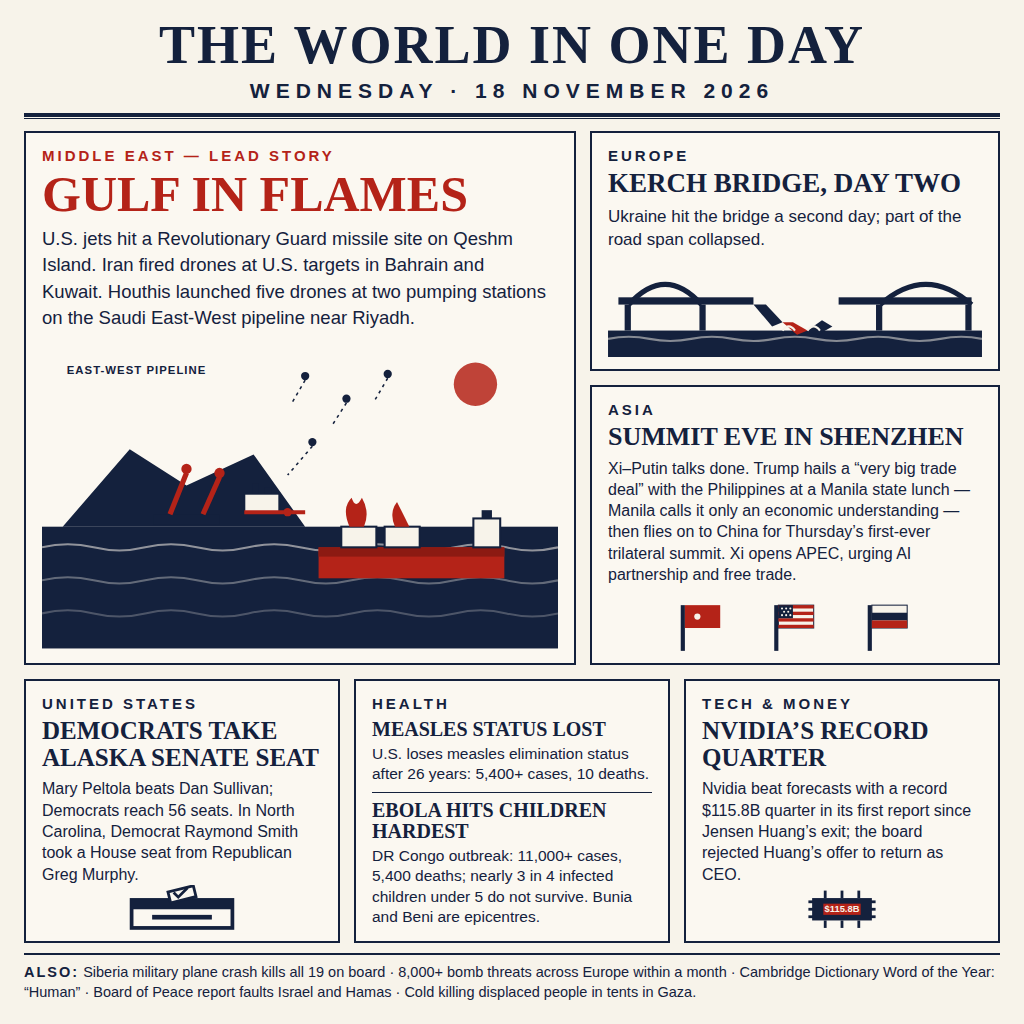 THE WORLD IN ONE DAY
WEDNESDAY · 18 NOVEMBER 2026
MIDDLE EAST — LEAD STORY
GULF IN FLAMES
U.S. jets hit a Revolutionary Guard missile site on Qeshm
Island. Iran fired drones at U.S. targets in Bahrain and
Kuwait. Houthis launched five drones at two pumping stations
on the Saudi East-West pipeline near Riyadh.
EAST-WEST PIPELINE
EUROPE
KERCH BRIDGE, DAY TWO
Ukraine hit the bridge a second day; part of the
road span collapsed.
ASIA
SUMMIT EVE IN SHENZHEN
Xi–Putin talks done. Trump hails a “very big trade
deal” with the Philippines at a Manila state lunch —
Manila calls it only an economic understanding —
then flies on to China for Thursday’s first-ever
trilateral summit. Xi opens APEC, urging AI
partnership and free trade.
UNITED STATES
DEMOCRATS TAKE
ALASKA SENATE SEAT
Mary Peltola beats Dan Sullivan;
Democrats reach 56 seats. In North
Carolina, Democrat Raymond Smith
took a House seat from Republican
Greg Murphy.
HEALTH
MEASLES STATUS LOST
U.S. loses measles elimination status
after 26 years: 5,400+ cases, 10 deaths.
EBOLA HITS CHILDREN
HARDEST
DR Congo outbreak: 11,000+ cases,
5,400 deaths; nearly 3 in 4 infected
children under 5 do not survive. Bunia
and Beni are epicentres.
TECH & MONEY
NVIDIA’S RECORD
QUARTER
Nvidia beat forecasts with a record
$115.8B quarter in its first report since
Jensen Huang’s exit; the board
rejected Huang’s offer to return as
CEO.
$115.8B
ALSO: Siberia military plane crash kills all 19 on board · 8,000+ bomb threats across Europe within a month · Cambridge Dictionary Word of the Year:
“Human” · Board of Peace report faults Israel and Hamas · Cold killing displaced people in tents in Gaza.